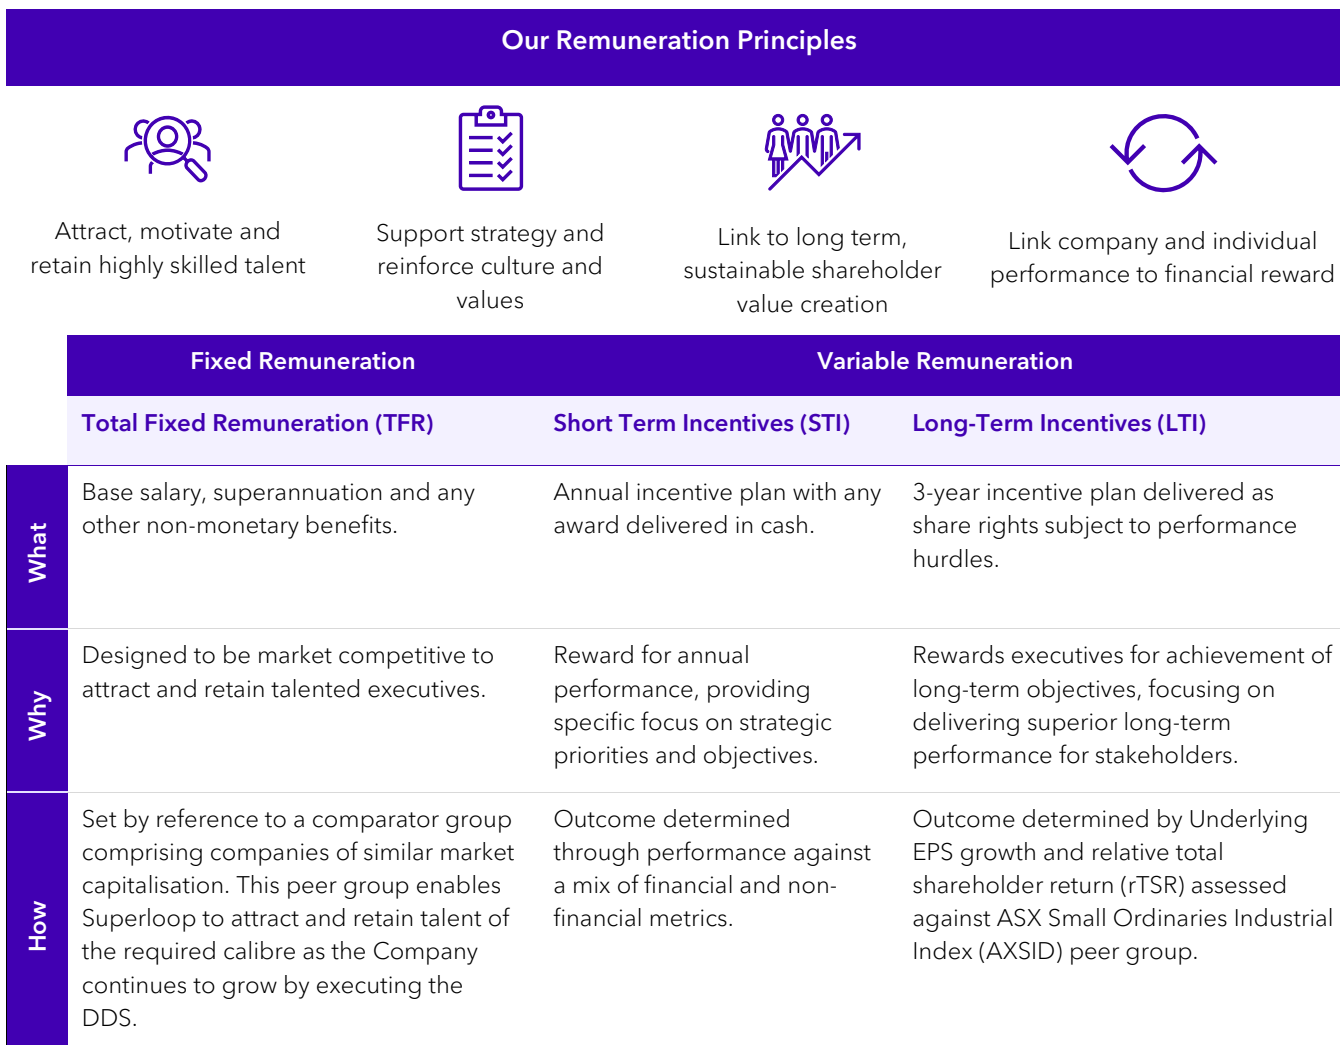 Our Remuneration Principles
Attract, motivate and
retain highly skilled talent
Support strategy and
reinforce culture and
values
Link to long term,
sustainable shareholder
value creation
Link company and individual
performance to financial reward
Fixed Remuneration
Variable Remuneration
Total Fixed Remuneration (TFR)
Short Term Incentives (STI)
Long-Term Incentives (LTI)
What
Base salary, superannuation and any
other non-monetary benefits.
Annual incentive plan with any
award delivered in cash.
3-year incentive plan delivered as
share rights subject to performance
hurdles.
Why
Designed to be market competitive to
attract and retain talented executives.
Reward for annual
performance, providing
specific focus on strategic
priorities and objectives.
Rewards executives for achievement of
long-term objectives, focusing on
delivering superior long-term
performance for stakeholders.
How
Set by reference to a comparator group
comprising companies of similar market
capitalisation. This peer group enables
Superloop to attract and retain talent of
the required calibre as the Company
continues to grow by executing the
DDS.
Outcome determined
through performance against
a mix of financial and non-
financial metrics.
Outcome determined by Underlying
EPS growth and relative total
shareholder return (rTSR) assessed
against ASX Small Ordinaries Industrial
Index (AXSID) peer group.